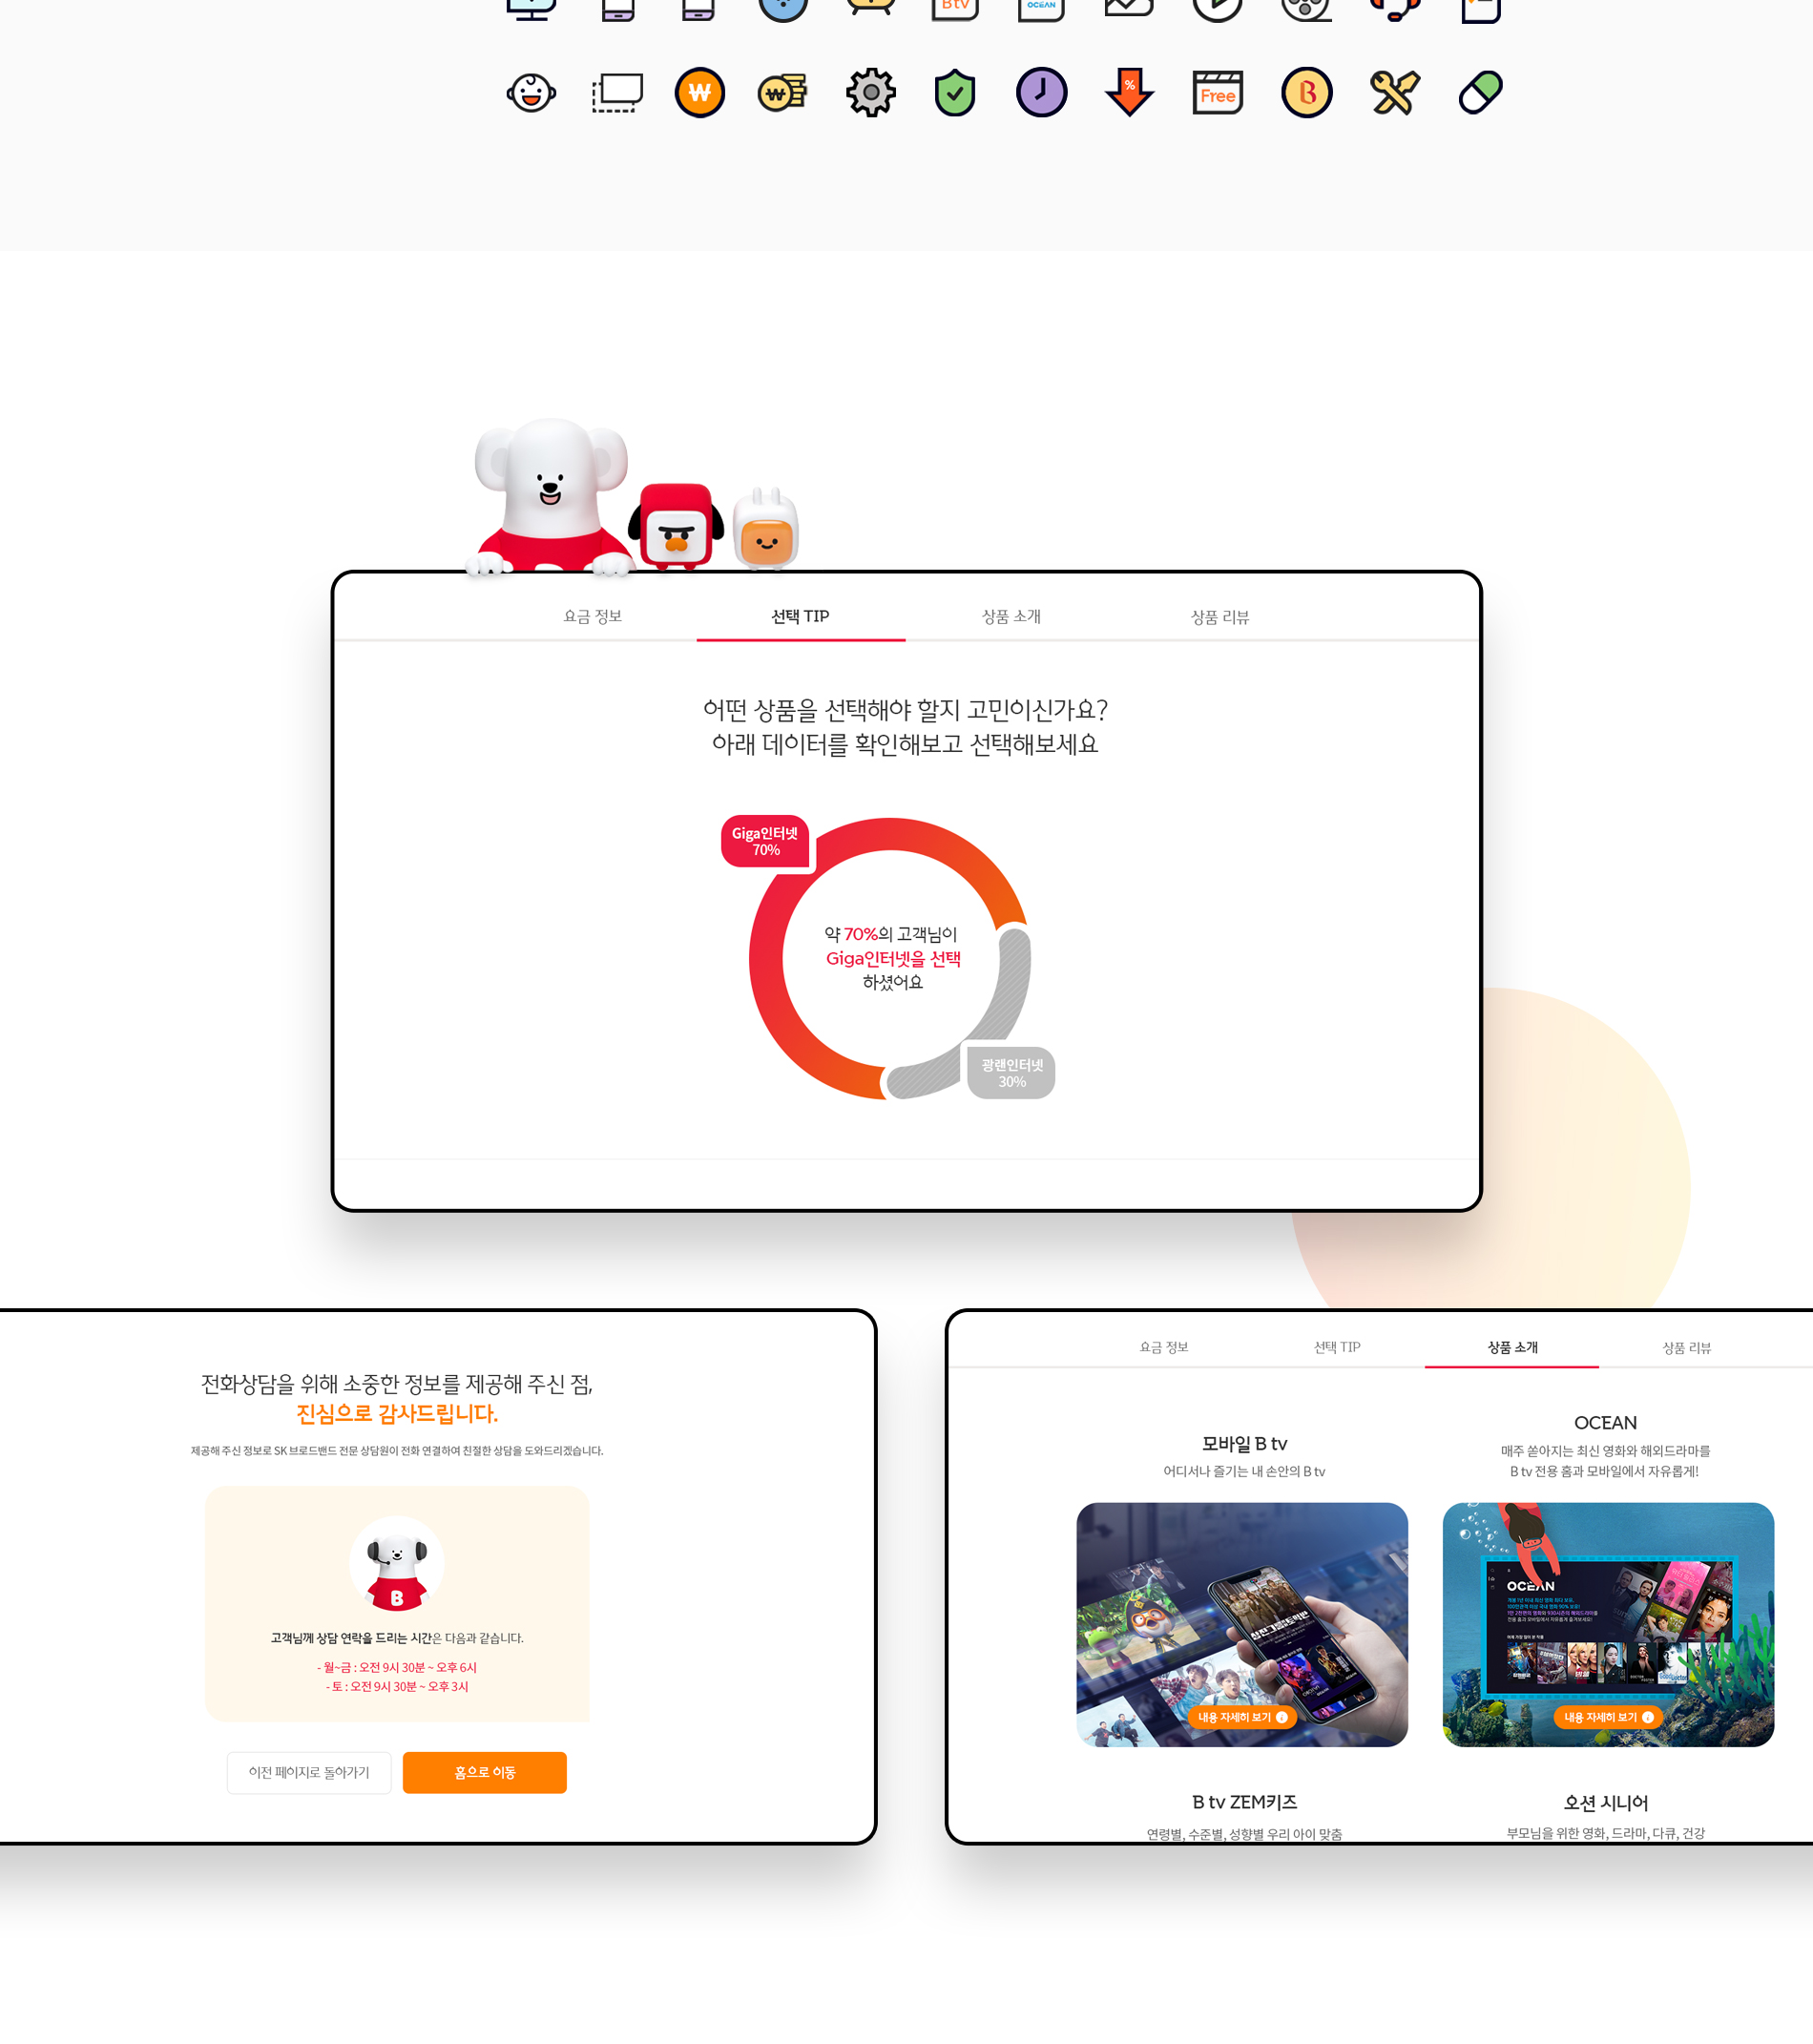 Btv
OCEAN
%
Free
B
요금 정보
선택 TIP
상품 소개
상품 리뷰
어떤 상품을 선택해야 할지 고민이신가요?
아래 데이터를 확인해보고 선택해보세요
Giga인터넷
70%
약 70%의 고객님이
Giga인터넷을 선택
하셨어요
광랜인터넷
30%
전화상담을 위해 소중한 정보를 제공해 주신 점,
진심으로 감사드립니다.
제공해 주신 정보로 SK 브로드밴드 전문 상담원이 전화 연결하여 친절한 상담을 도와드리겠습니다.
B
고객님께 상담 연락을 드리는 시간은 다음과 같습니다.
- 월~금 : 오전 9시 30분 ~ 오후 6시
- 토 : 오전 9시 30분 ~ 오후 3시
이전 페이지로 돌아가기
홈으로 이동
요금 정보
선택 TIP
상품 소개
상품 리뷰
모바일 B tv
어디서나 즐기는 내 손안의 B tv
내용 자세히 보기
OCEAN
매주 쏟아지는 최신 영화와 해외드라마를
B tv 전용 홈과 모바일에서 자유롭게!
OCEAN
내용 자세히 보기
B tv ZEM키즈
연령별, 수준별, 성향별 우리 아이 맞춤
오션 시니어
부모님을 위한 영화, 드라마, 다큐, 건강